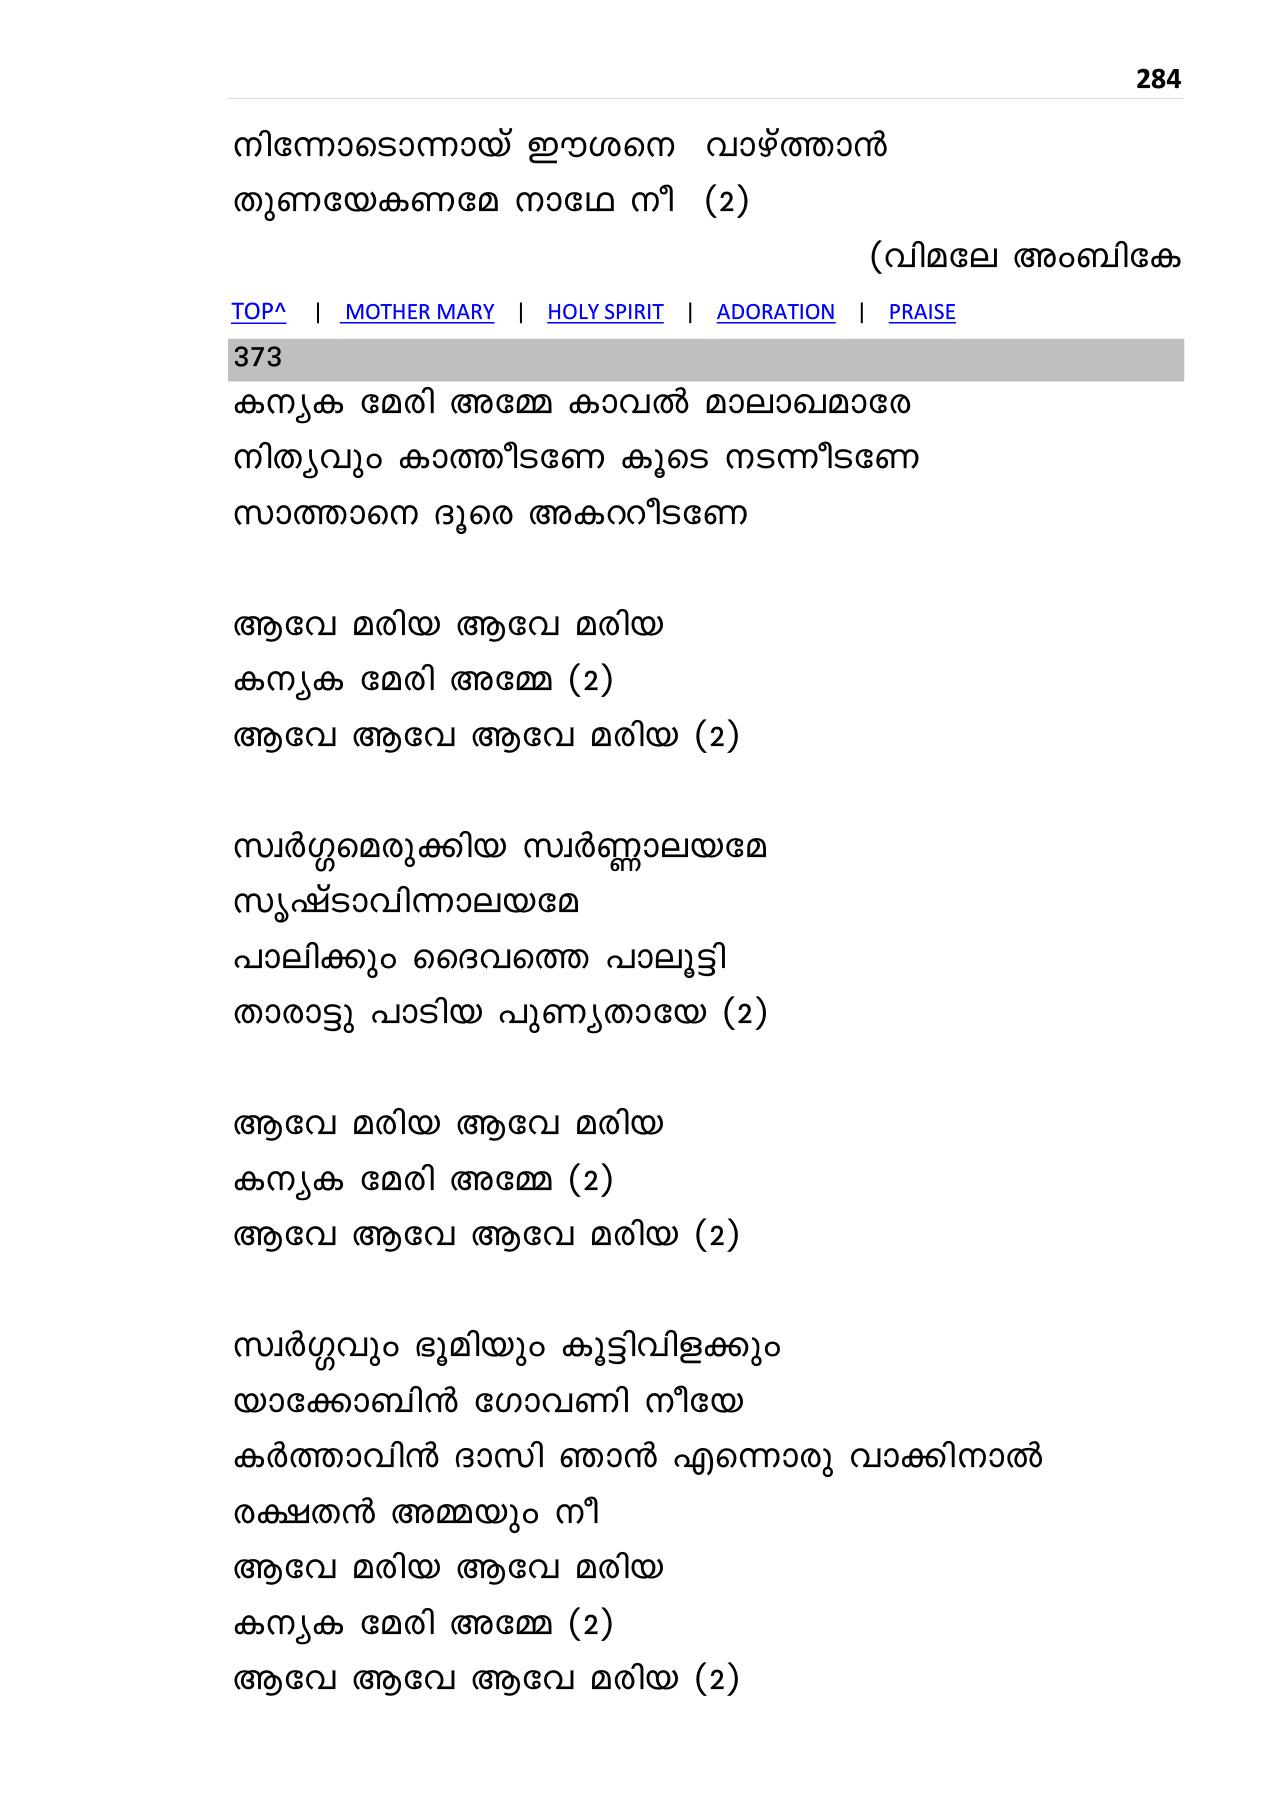 284
നിന്നോടൊന്നായ് ഈശനെ വാഴ്ത്താൻ
തുണയേകണമേ നാഥേ നീ (2)
(വിമലേ അംബികേ
TOP^ | MOTHER MARY | HOLY SPIRIT | ADORATION | PRAISE
373
കന്യക മേരി അമ്മേ കാവൽ മാലാഖമാരേ
നിത്യവും കാത്തീടണേ കൂടെ നടന്നീടണേ
സാത്താനെ ദൂരെ അകററീടണേ
ആവേ മരിയ ആവേ മരിയ
കന്യക മേരി അമ്മേ (2)
ആവേ ആവേ ആവേ മരിയ (2)
സ്വർഗ്ഗമെരുക്കിയ സ്വർണ്ണാലയമേ
സൃഷ്ടാവിന്നാലയമേ
പാലിക്കും ദൈവത്തെ പാലൂട്ടി
താരാട്ടു പാടിയ പുണ്യതായേ (2)
ആവേ മരിയ ആവേ മരിയ
കന്യക മേരി അമ്മേ (2)
ആവേ ആവേ ആവേ മരിയ (2)
സ്വർഗ്ഗവും ഭൂമിയും കൂട്ടിവിളക്കും
യാക്കോബിൻ ഗോവണി നീയേ
കർത്താവിൻ ദാസി ഞാൻ എന്നൊരു വാക്കിനാൽ
രക്ഷതൻ അമ്മയും നീ
ആവേ മരിയ ആവേ മരിയ
കന്യക മേരി അമ്മേ (2)
ആവേ ആവേ ആവേ മരിയ (2)